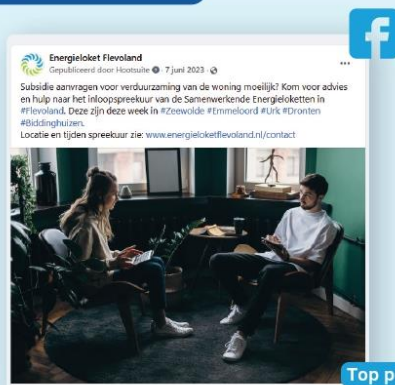 Energieloket Flevoland
Gepubliceerd door Hootsuite · 7 juni 2023 ·
Subsidie aanvragen voor verduurzaming van de woning moeilijk? Kom voor advies
en hulp naar het inloopspreekuur van de Samenwerkende Energieloketten in
#Flevoland. Deze zijn deze week in #Zeewolde #Emmeloord #Urk #Dronten
#Biddinghuizen.
Locatie en tijden spreekuur zie: www.energieloketflevoland.nl/contact
Top p